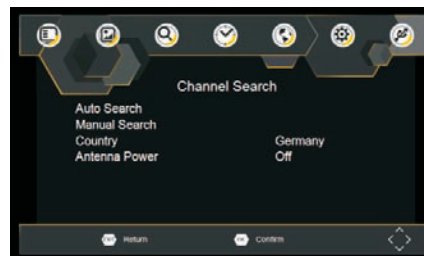 Channel Search
Auto Search
Manual Search
Country Germany
Antenna Power Off
Return Confirm